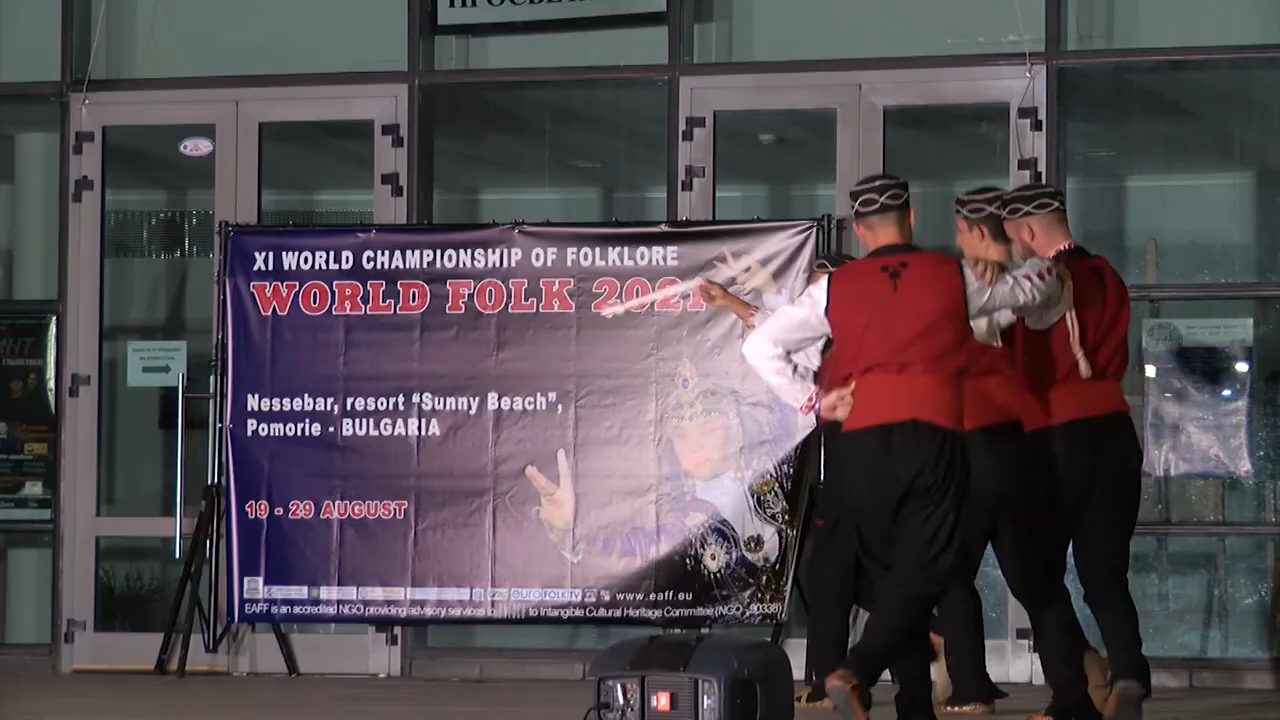 XI WORLD CHAMPIONSHIP OF FOLKLORE
WORLD FOLK 2021
Nessebar, resort “Sunny Beach”,
Pomorie - BULGARIA
19 - 29 AUGUST
EUROFOLKTV
www.eaff.eu
EAFF is an accredited NGO providing advisory services to to Intangible Cultural Heritage Committee (NGO - 90338)